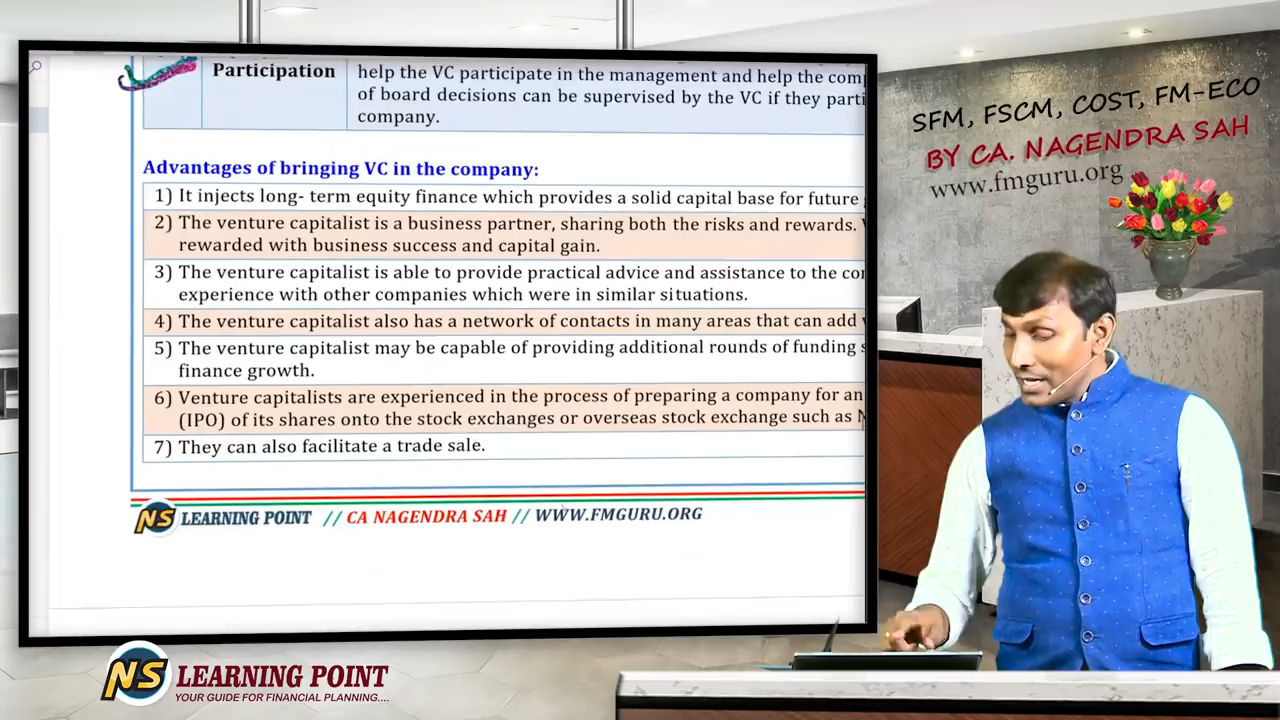 Participation
help the VC participate in the management and help the
of board decisions can be supervised by the VC if they
company.
Advantages of bringing VC in the company:
1) It injects long- term equity finance which provides a solid capital base for future
2) The venture capitalist is a business partner, sharing both the risks and rewards.
rewarded with business success and capital gain.
3) The venture capitalist is able to provide practical advice and assistance to the
experience with other companies which were in similar situations.
4) The venture capitalist also has a network of contacts in many areas that can add
5) The venture capitalist may be capable of providing additional rounds of funding
finance growth.
6) Venture capitalists are experienced in the process of preparing a company for an
(IPO) of its shares onto the stock exchanges or overseas stock exchange such as
7) They can also facilitate a trade sale.
NS LEARNING POINT // CA NAGENDRA SAH // WWW.FMGURU.ORG
SFM, FSCM, COST, FM-ECO
BY CA. NAGENDRA SAH
www.fmguru.org
NS LEARNING POINT
YOUR GUIDE FOR FINANCIAL PLANNING....